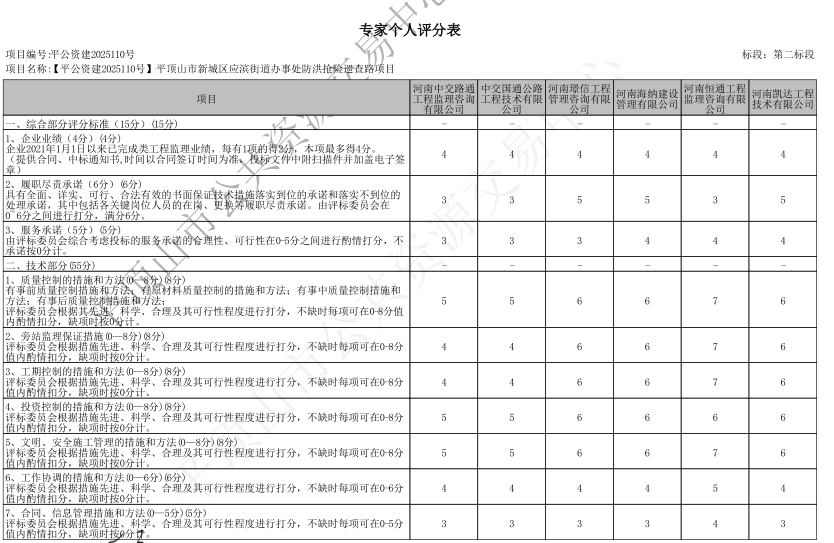 专家个人评分表
项目编号:平公资建2025110号 标段: 第二标段
项目名称:【平公资建2025110号】平顶山市新城区应滨街道办事处防洪抢险巡查路项目
项目 河南中交路通工程监理咨询有限公司 中交国通公路工程技术有限公司 河南璟信工程管理咨询有限公司 河南海纳建设管理有限公司 河南恒通工程监理咨询有限公司 河南凯达工程技术有限公司
一、综合部分评分标准（15分）(15分) – – – – – –
1、企业业绩（4分）(4分)
企业2021年1月1日以来已完成类工程监理业绩，每有1项的得2分，本项最多得4分。
（提供合同、中标通知书,时间以合同签订时间为准，投标文件中附扫描件并加盖电子签
章） 4 4 4 4 4 4
2、履职尽责承诺（6分）(6分)
具有全面、详实、可行、合法有效的书面保证技术措施落实到位的承诺和落实不到位的
处理承诺，其中包括各关键岗位人员的在岗、更换等履职尽责承诺。由评标委员会在
0~6分之间进行打分，满分6分。 3 3 5 5 3 5
3、服务承诺（5分）(5分)
由评标委员会综合考虑投标的服务承诺的合理性、可行性在0-5分之间进行酌情打分，不
承诺按0分计。 3 3 3 4 4 4
二、技术部分(55分) – – – – – –
1、质量控制的措施和方法(0—8分)(8分)
有事前质量控制措施和方法；有原材料质量控制的措施和方法；有事中质量控制措施和
方法；有事后质量控制措施和方法；
评标委员会根据其先进、科学、合理及其可行性程度进行打分，不缺时每项可在0-8分值
内酌情扣分，缺项时按0分计。 5 5 6 6 7 6
2、旁站监理保证措施(0—8分)(8分)
评标委员会根据措施先进、科学、合理及其可行性程度进行打分，不缺时每项可在0-8分
值内酌情扣分，缺项时按0分计。 4 4 6 6 7 6
3、工期控制的措施和方法(0—8分)(8分)
评标委员会根据措施先进、科学、合理及其可行性程度进行打分，不缺时每项可在0-8分
值内酌情扣分，缺项时按0分计。 4 4 6 6 7 6
4、投资控制的措施和方法(0—8分)(8分)
评标委员会根据措施先进、科学、合理及其可行性程度进行打分，不缺时每项可在0-8分
值内酌情扣分，缺项时按0分计。 5 5 6 6 6 6
5、文明、安全施工管理的措施和方法(0—8分)(8分)
评标委员会根据措施先进、科学、合理及其可行性程度进行打分，不缺时每项可在0-8分
值内酌情扣分，缺项时按0分计。 5 5 6 6 7 6
6、工作协调的措施和方法(0—6分)(6分)
评标委员会根据措施先进、科学、合理及其可行性程度进行打分，不缺时每项可在0-6分
值内酌情扣分，缺项时按0分计。 4 4 4 4 5 4
7、合同、信息管理措施和方法(0—5分)(5分)
评标委员会根据措施先进、科学、合理及其可行性程度进行打分，不缺时每项可在0-5分
值内酌情扣分，缺项时按0分计。 3 3 3 3 4 3
平顶山市公共资源交易中心
平顶山市公共资源交易中心